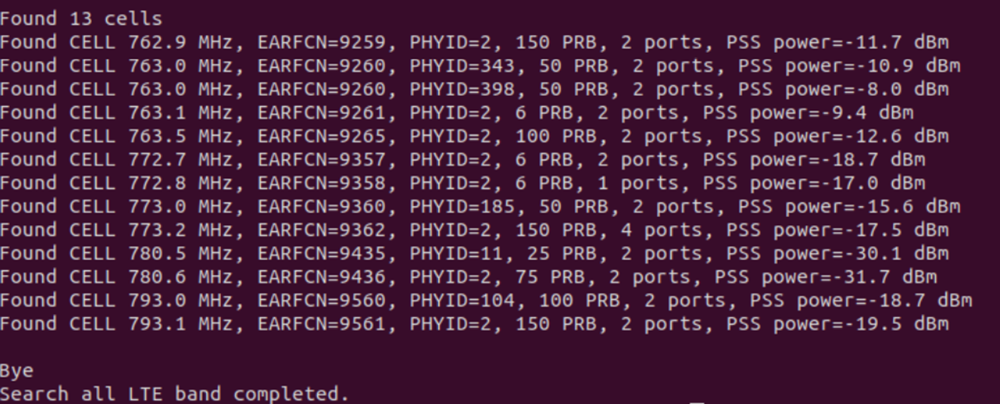 Found 13 cells
Found CELL 762.9 MHz, EARFCN=9259, PHYID=2, 150 PRB, 2 ports, PSS power=-11.7 dBm
Found CELL 763.0 MHz, EARFCN=9260, PHYID=343, 50 PRB, 2 ports, PSS power=-10.9 dBm
Found CELL 763.0 MHz, EARFCN=9260, PHYID=398, 50 PRB, 2 ports, PSS power=-8.0 dBm
Found CELL 763.1 MHz, EARFCN=9261, PHYID=2, 6 PRB, 2 ports, PSS power=-9.4 dBm
Found CELL 763.5 MHz, EARFCN=9265, PHYID=2, 100 PRB, 2 ports, PSS power=-12.6 dBm
Found CELL 772.7 MHz, EARFCN=9357, PHYID=2, 6 PRB, 2 ports, PSS power=-18.7 dBm
Found CELL 772.8 MHz, EARFCN=9358, PHYID=2, 6 PRB, 1 ports, PSS power=-17.0 dBm
Found CELL 773.0 MHz, EARFCN=9360, PHYID=185, 50 PRB, 2 ports, PSS power=-15.6 dBm
Found CELL 773.2 MHz, EARFCN=9362, PHYID=2, 150 PRB, 4 ports, PSS power=-17.5 dBm
Found CELL 780.5 MHz, EARFCN=9435, PHYID=11, 25 PRB, 2 ports, PSS power=-30.1 dBm
Found CELL 780.6 MHz, EARFCN=9436, PHYID=2, 75 PRB, 2 ports, PSS power=-31.7 dBm
Found CELL 793.0 MHz, EARFCN=9560, PHYID=104, 100 PRB, 2 ports, PSS power=-18.7 dBm
Found CELL 793.1 MHz, EARFCN=9561, PHYID=2, 150 PRB, 2 ports, PSS power=-19.5 dBm
Bye
Search all LTE band completed.